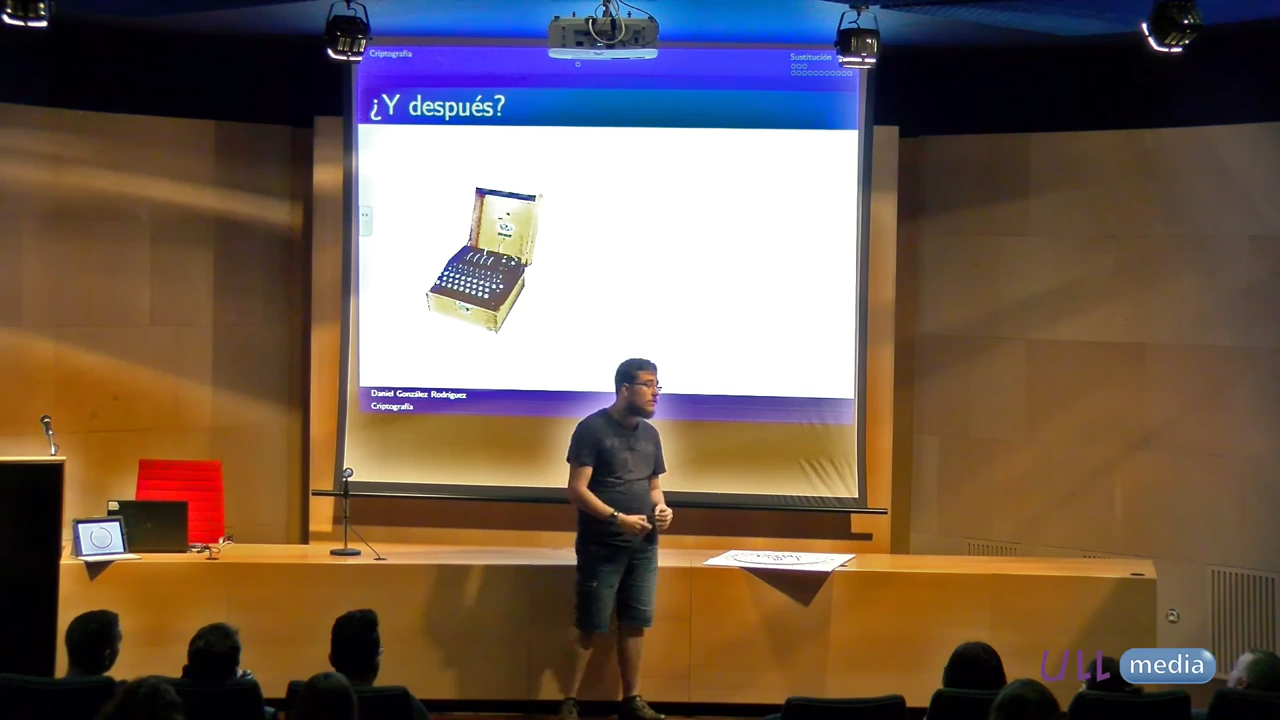 Criptografía
Sustitución
¿Y después?
Daniel González Rodríguez
Criptografía
ULL media